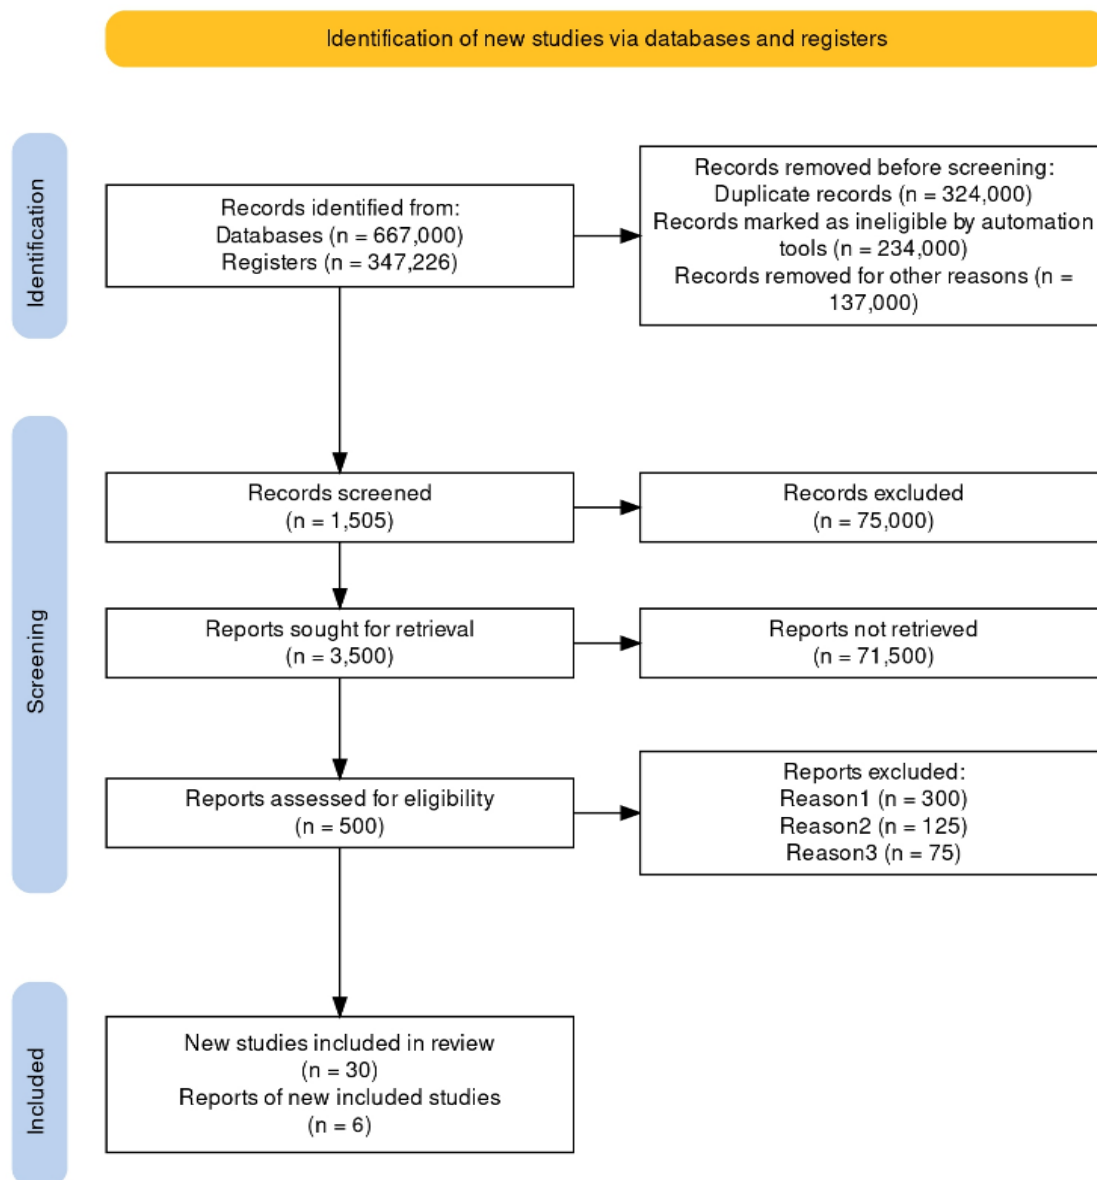 Identification of new studies via databases and registers
Identification
Records identified from:
Databases (n = 667,000)
Registers (n = 347,226)
Records removed before screening:
Duplicate records (n = 324,000)
Records marked as ineligible by automation
tools (n = 234,000)
Records removed for other reasons (n =
137,000)
Screening
Records screened
(n = 1,505)
Records excluded
(n = 75,000)
Reports sought for retrieval
(n = 3,500)
Reports not retrieved
(n = 71,500)
Reports assessed for eligibility
(n = 500)
Reports excluded:
Reason1 (n = 300)
Reason2 (n = 125)
Reason3 (n = 75)
Included
New studies included in review
(n = 30)
Reports of new included studies
(n = 6)